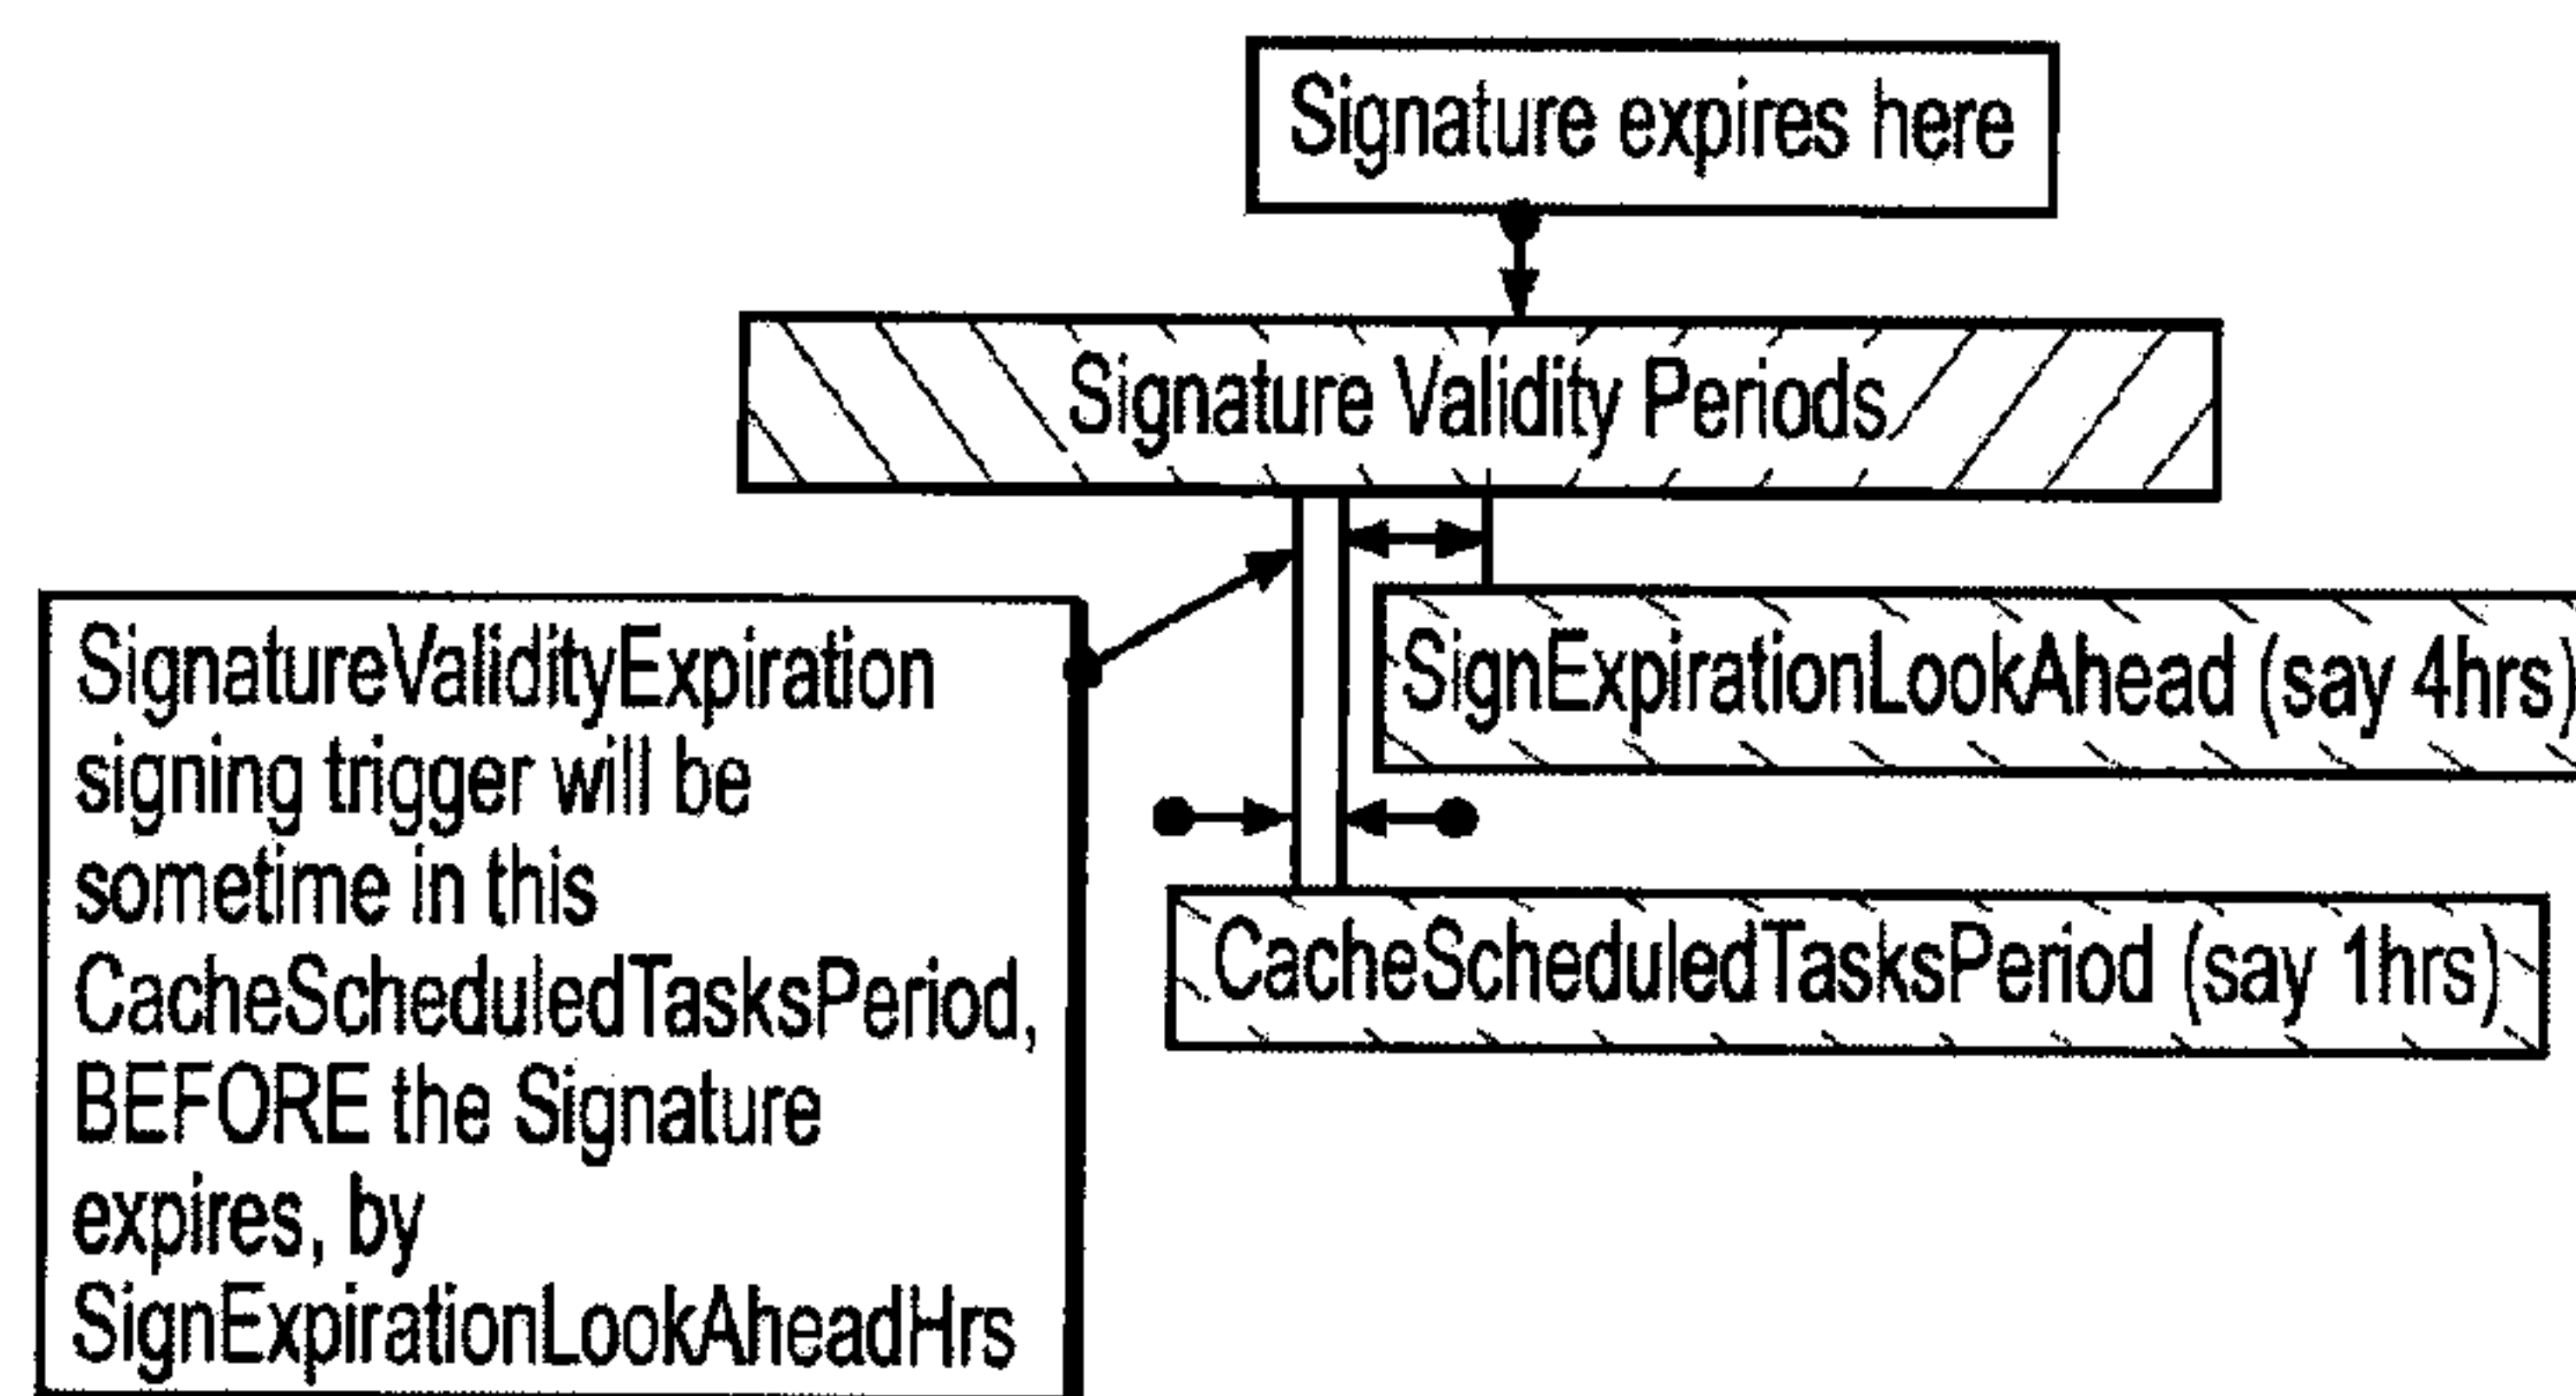 Signature expires here
Signature Validity Periods
SignatureValidityExpiration
signing trigger will be
sometime in this
CacheScheduledTasksPeriod,
BEFORE the Signature
expires, by
SignExpirationLookAheadHrs
SignExpirationLookAhead (say 4hrs)
CacheScheduledTasksPeriod (say 1hrs)